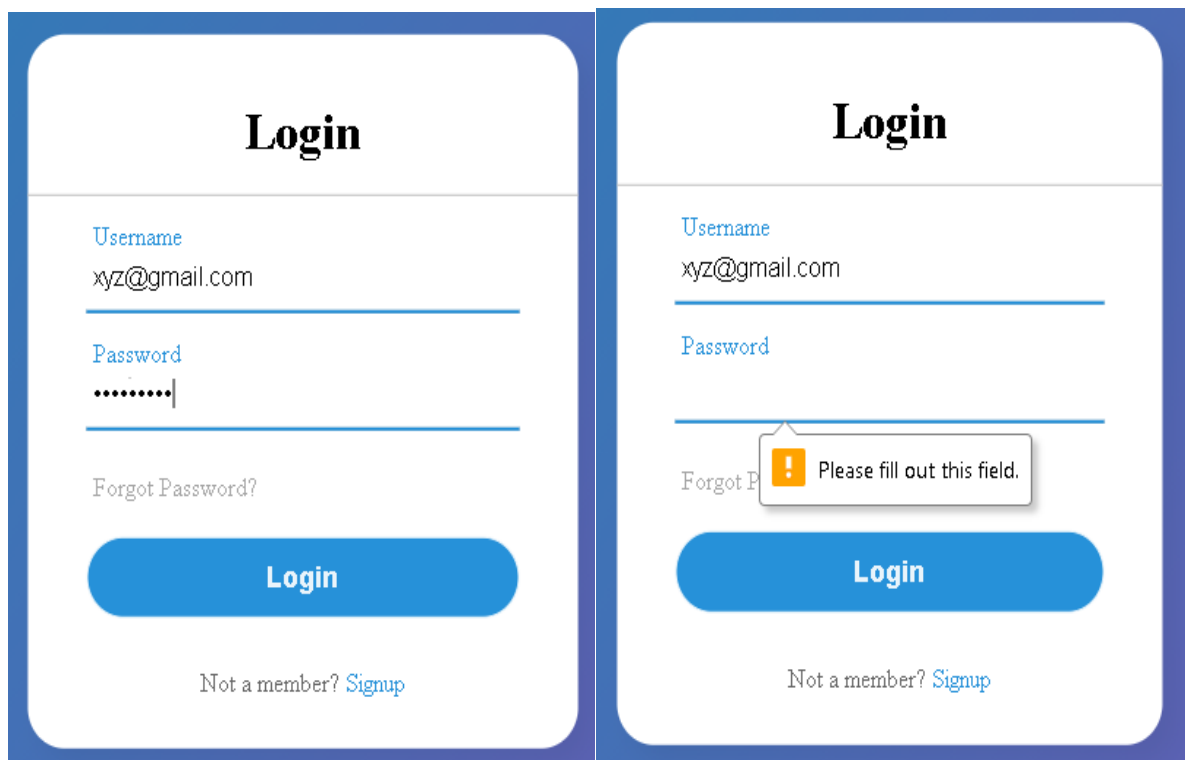 Login
Username
xyz@gmail.com
Password
•••••••••
Forgot Password?
Login
Not a member? Signup
Login
Username
xyz@gmail.com
Password
Please fill out this field.
Forgot P
Login
Not a member? Signup